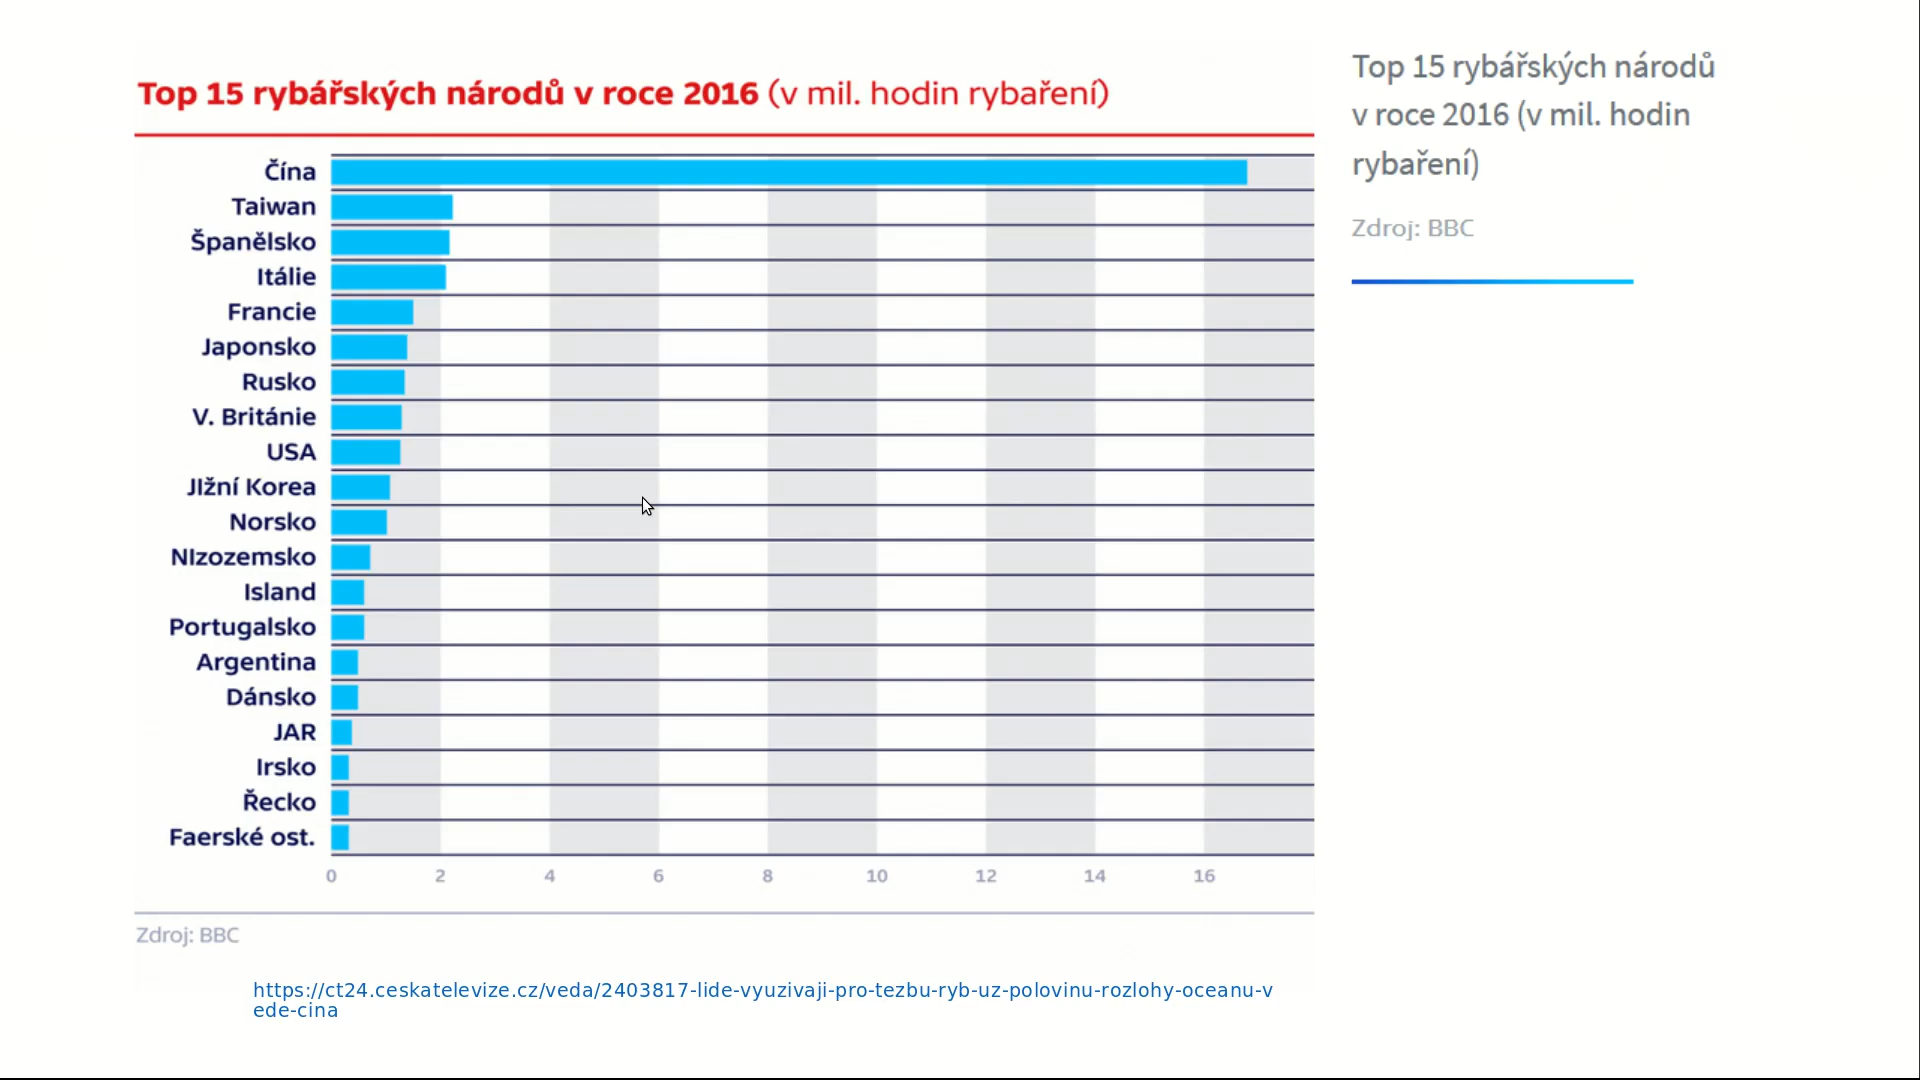 Top 15 rybářských národů v roce 2016 (v mil. hodin rybaření)
Čína
Taiwan
Španělsko
Itálie
Francie
Japonsko
Rusko
V. Británie
USA
JIžní Korea
Norsko
NIzozemsko
Island
Portugalsko
Argentina
Dánsko
JAR
Irsko
Řecko
Faerské ost.
0 2 4 6 8 10 12 14 16
Zdroj: BBC
Top 15 rybářských národů
v roce 2016 (v mil. hodin
rybaření)
Zdroj: BBC
https://ct24.ceskatelevize.cz/veda/2403817-lide-vyuzivaji-pro-tezbu-ryb-uz-polovinu-rozlohy-oceanu-v
ede-cina